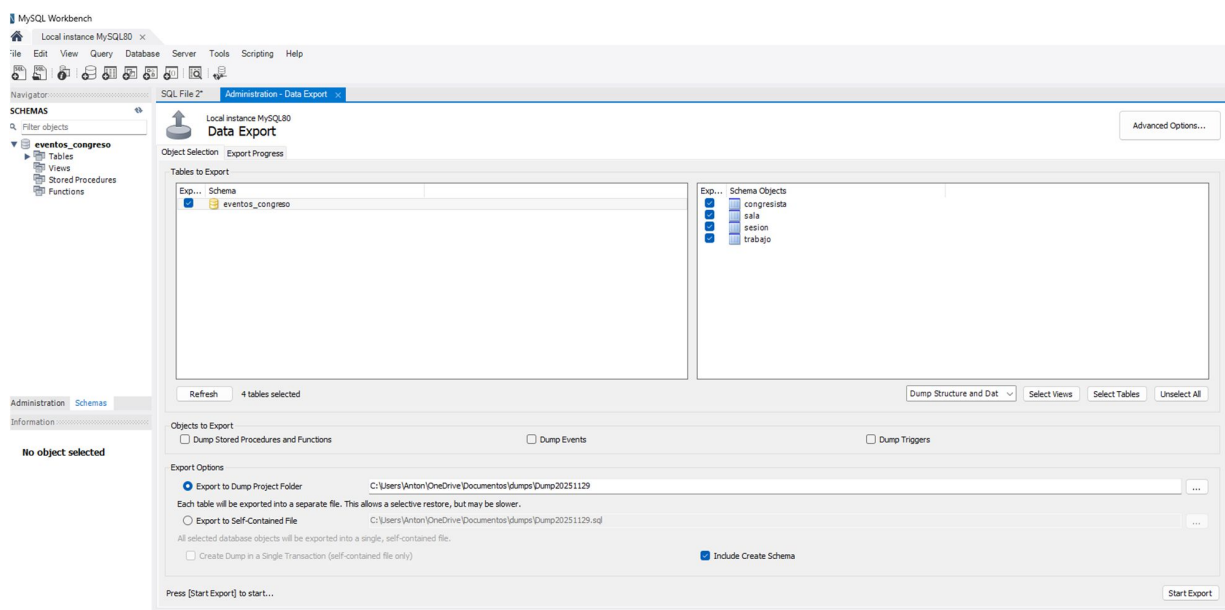 MySQL Workbench
Local instance MySQL80 ×
File Edit View Query Database Server Tools Scripting Help
Navigator
SCHEMAS
Filter objects
eventos_congreso
Tables
Views
Stored Procedures
Functions
Administration Schemas
Information
No object selected
SQL File 2* Administration - Data Export ×
Local instance MySQL80
Data Export
Advanced Options...
Object Selection Export Progress
Tables to Export
Exp... Schema
eventos_congreso
Exp... Schema Objects
congresista
sala
sesion
trabajo
Refresh 4 tables selected
Dump Structure and Dat Select Views Select Tables Unselect All
Objects to Export
Dump Stored Procedures and Functions Dump Events Dump Triggers
Export Options
Export to Dump Project Folder C:\Users\Anton\OneDrive\Documentos\dumps\Dump20251129 ...
Each table will be exported into a separate file. This allows a selective restore, but may be slower.
Export to Self-Contained File C:\Users\Anton\OneDrive\Documentos\dumps\Dump20251129.sql ...
All selected database objects will be exported into a single, self-contained file.
Create Dump in a Single Transaction (self-contained file only) Include Create Schema
Press [Start Export] to start...
Start Export